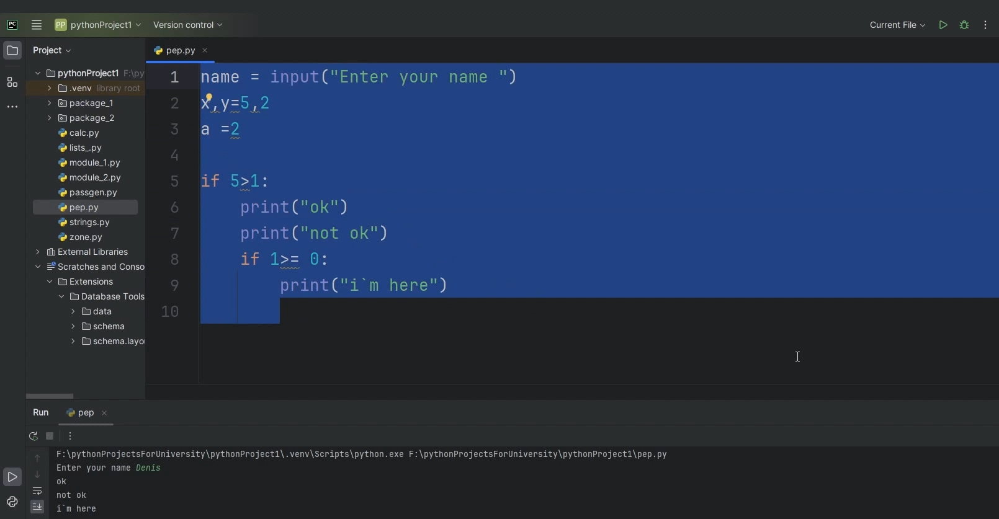 PC
PP pythonProject1
Version control
Current File
Project
pep.py
pythonProject1 F:\py
.venv library root
package_1
package_2
calc.py
lists_.py
module_1.py
module_2.py
passgen.py
pep.py
strings.py
zone.py
External Libraries
Scratches and Conso
Extensions
Database Tools
data
schema
schema.layou
1 name = input("Enter your name ")
2 x,y=5,2
3 a =2
4
5 if 5>1:
6 print("ok")
7 print("not ok")
8 if 1>= 0:
9 print("i`m here")
10
Run
pep
F:\pythonProjectsForUniversity\pythonProject1\.venv\Scripts\python.exe F:\pythonProjectsForUniversity\pythonProject1\pep.py
Enter your name Denis
ok
not ok
i`m here